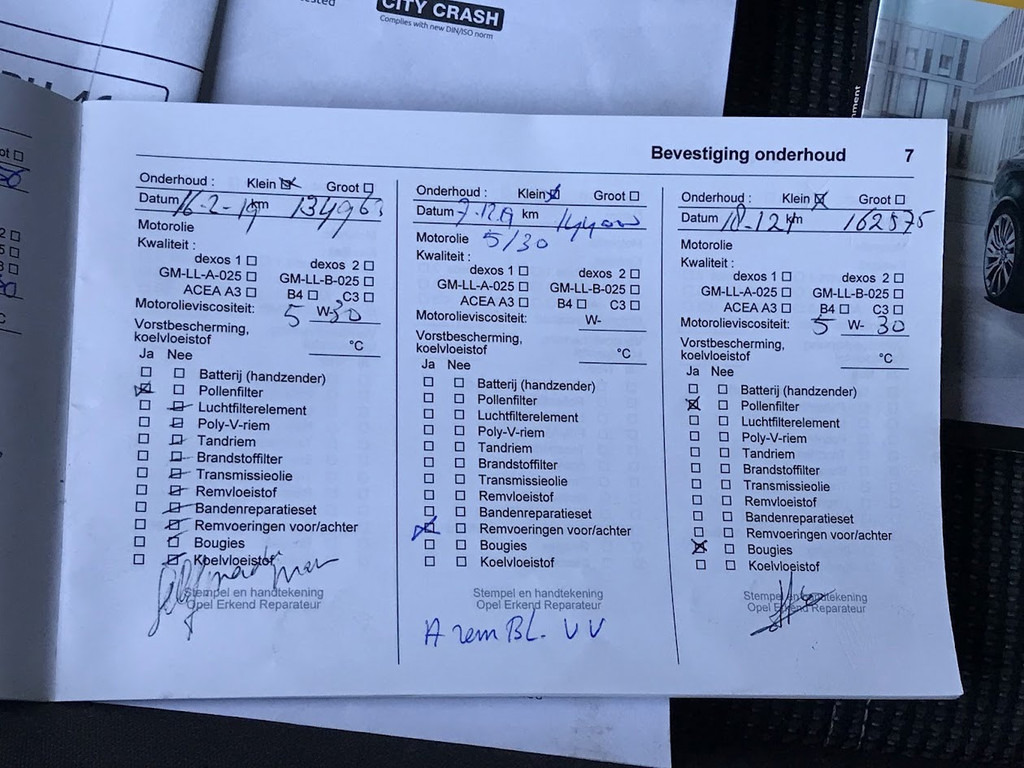 CITY CRASH
Complies with new DIN/ISO norm
Bevestiging onderhoud 7
Onderhoud : Klein Groot
Datum 16-2-19 km 134963
Motorolie
Kwaliteit :
dexos 1 dexos 2
GM-LL-A-025 GM-LL-B-025
ACEA A3 B4 C3
Motorolieviscositeit: 5 W- 30
Vorstbescherming,
koelvloeistof °C
Ja Nee
Batterij (handzender)
Pollenfilter
Luchtfilterelement
Poly-V-riem
Tandriem
Brandstoffilter
Transmissieolie
Remvloeistof
Bandenreparatieset
Remvoeringen voor/achter
Bougies
Koelvloeistof
Stempel en handtekening
Opel Erkend Reparateur
Onderhoud : Klein Groot
Datum km
Motorolie 5/30
Kwaliteit :
dexos 1 dexos 2
GM-LL-A-025 GM-LL-B-025
ACEA A3 B4 C3
Motorolieviscositeit: W-
Vorstbescherming,
koelvloeistof °C
Ja Nee
Batterij (handzender)
Pollenfilter
Luchtfilterelement
Poly-V-riem
Tandriem
Brandstoffilter
Transmissieolie
Remvloeistof
Bandenreparatieset
Remvoeringen voor/achter
Bougies
Koelvloeistof
Stempel en handtekening
Opel Erkend Reparateur
A rem BL. VV
Onderhoud : Klein Groot
Datum 18-12 km 162575
Motorolie
Kwaliteit :
dexos 1 dexos 2
GM-LL-A-025 GM-LL-B-025
ACEA A3 B4 C3
Motorolieviscositeit: 5 W- 30
Vorstbescherming,
koelvloeistof °C
Ja Nee
Batterij (handzender)
Pollenfilter
Luchtfilterelement
Poly-V-riem
Tandriem
Brandstoffilter
Transmissieolie
Remvloeistof
Bandenreparatieset
Remvoeringen voor/achter
Bougies
Koelvloeistof
Stempel en handtekening
Opel Erkend Reparateur